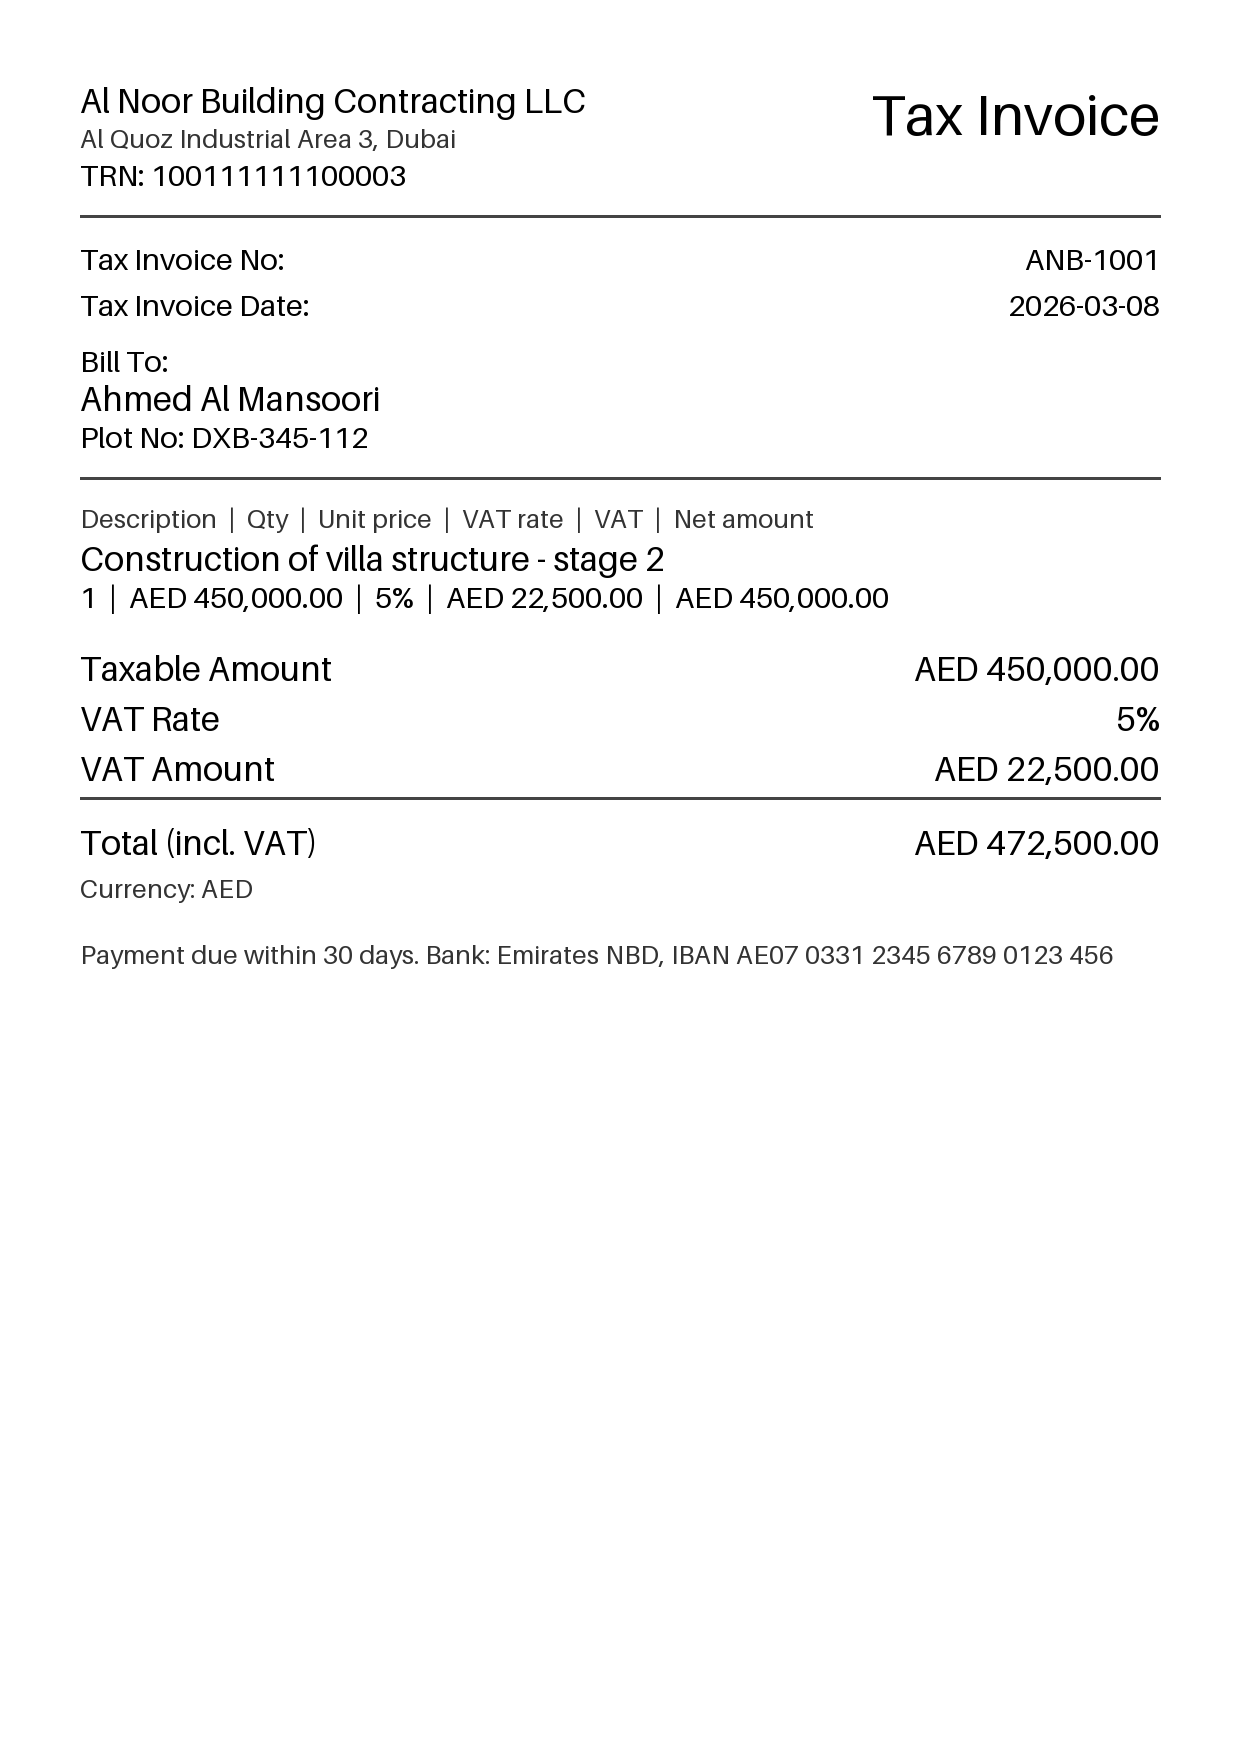 Al Noor Building Contracting LLC
Tax Invoice
Al Quoz Industrial Area 3, Dubai
TRN: 100111111100003
Tax Invoice No: ANB-1001
Tax Invoice Date: 2026-03-08
Bill To:
Ahmed Al Mansoori
Plot No: DXB-345-112
Description | Qty | Unit price | VAT rate | VAT | Net amount
Construction of villa structure - stage 2
1 | AED 450,000.00 | 5% | AED 22,500.00 | AED 450,000.00
Taxable Amount AED 450,000.00
VAT Rate 5%
VAT Amount AED 22,500.00
Total (incl. VAT) AED 472,500.00
Currency: AED
Payment due within 30 days. Bank: Emirates NBD, IBAN AE07 0331 2345 6789 0123 456